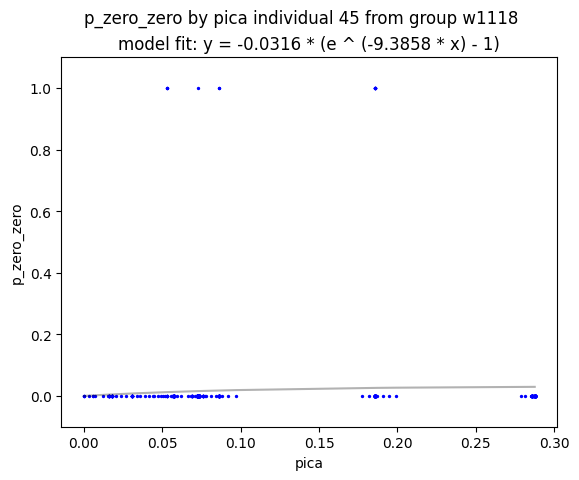 p_zero_zero by pica individual 45 from group w1118
model fit: y = -0.0316 * (e ^ (-9.3858 * x) - 1)
1.0
0.8
0.6
0.4
0.2
0.0
p_zero_zero
0.00 0.05 0.10 0.15 0.20 0.25 0.30
pica